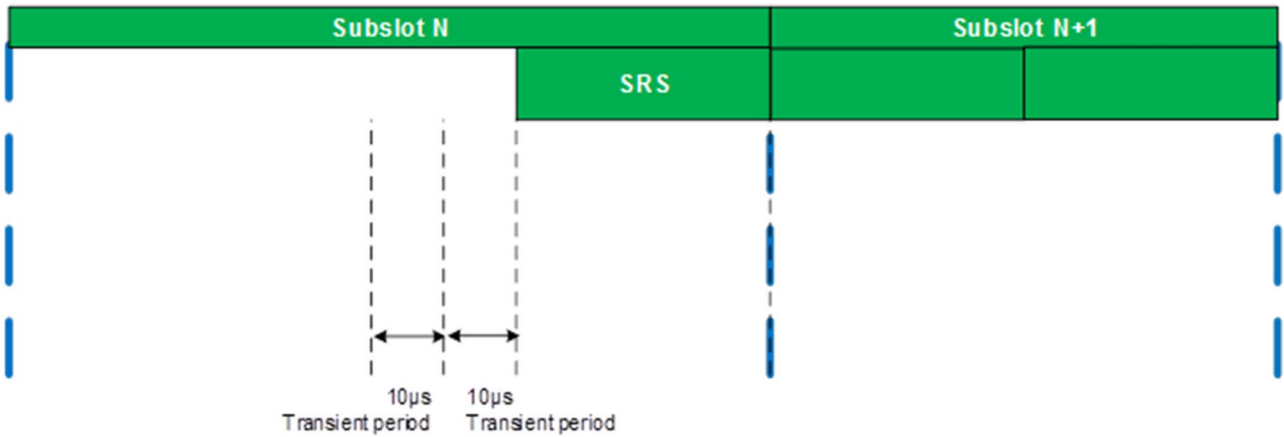 Subslot N
Subslot N+1
SRS
10µs
Transient period
10µs
Transient period